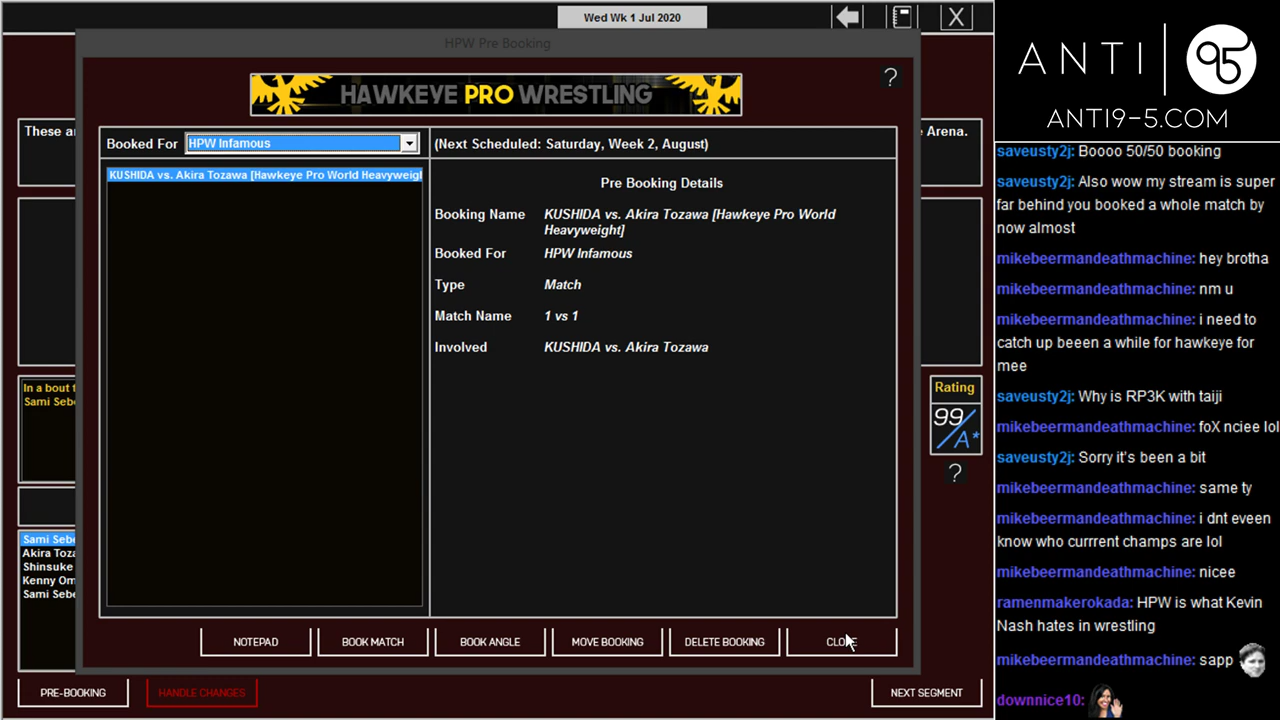 Wed Wk 1 Jul 2020
X
HPW Pre Booking
HAWKEYE PRO WRESTLING
?
These ar
e Arena.
Booked For
HPW Infamous
(Next Scheduled: Saturday, Week 2, August)
KUSHIDA vs. Akira Tozawa [Hawkeye Pro World Heavyweigl
Pre Booking Details
Booking Name
KUSHIDA vs. Akira Tozawa [Hawkeye Pro World
Heavyweight]
Booked For
HPW Infamous
Type
Match
Match Name
1 vs 1
Involved
KUSHIDA vs. Akira Tozawa
In a bout t
Sami Sebe
Rating
99
A*
?
Sami Sebe
Akira Toza
Shinsuke
Kenny Om
Sami Sebe
NOTEPAD
BOOK MATCH
BOOK ANGLE
MOVE BOOKING
DELETE BOOKING
CLOSE
PRE-BOOKING
HANDLE CHANGES
NEXT SEGMENT
ANTI 95
ANTI9-5.COM
saveusty2j: Boooo 50/50 booking
saveusty2j: Also wow my stream is super
far behind you booked a whole match by
now almost
mikebeermandeathmachine: hey brotha
mikebeermandeathmachine: nm u
mikebeermandeathmachine: i need to
catch up beeen a while for hawkeye for
mee
saveusty2j: Why is RP3K with taiji
mikebeermandeathmachine: foX nciee lol
saveusty2j: Sorry it's been a bit
mikebeermandeathmachine: same ty
mikebeermandeathmachine: i dnt eveen
know who currrent champs are lol
mikebeermandeathmachine: nicee
ramenmakerokada: HPW is what Kevin
Nash hates in wrestling
mikebeermandeathmachine: sapp
downnice10: